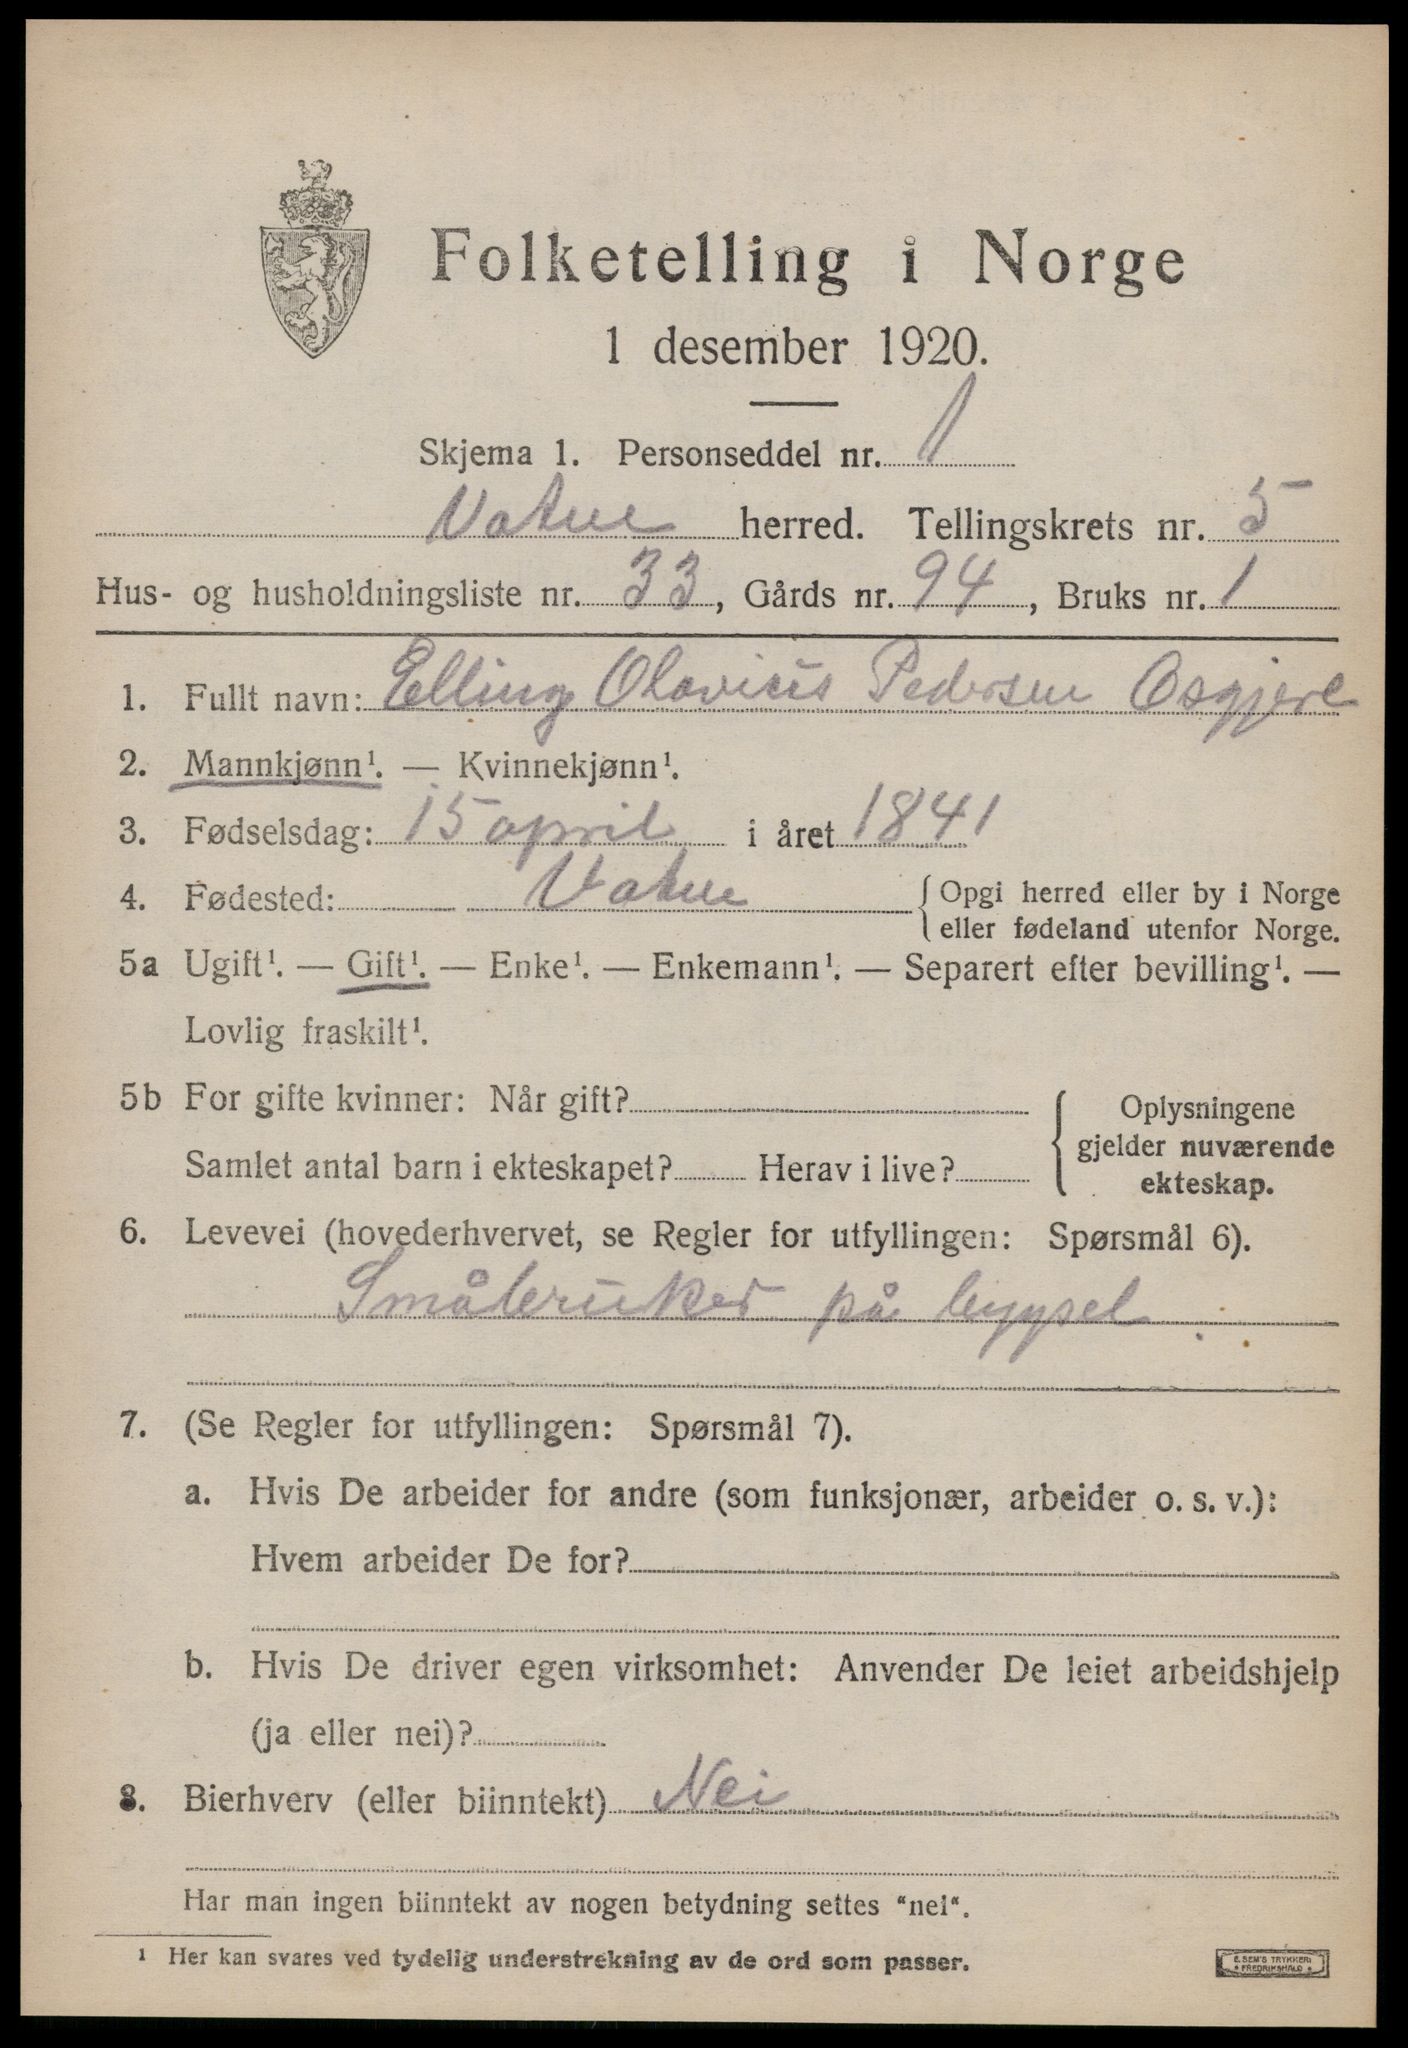 Folketelling i Norge
1 desember 1920.
Skjema 1. Personseddel nr. 1
Vatne herred. Tellingskrets nr. 5
Hus- og husholdningsliste nr. 33, Gårds nr. 94, Bruks nr. 1
1. Fullt navn: Elling Olavius Pedersen
2. Mannkjønn¹. — Kvinnekjønn¹.
3. Fødselsdag: 15 april i året 1841
4. Fødested: Vatne { Opgi herred eller by i Norge
eller fødeland utenfor Norge.
5a Ugift¹. — Gift¹. — Enke¹. — Enkemann¹. — Separert efter bevilling¹. —
Lovlig fraskilt¹.
5b For gifte kvinner: Når gift?
Samlet antal barn i ekteskapet? Herav i live?
{ Oplysningene
gjelder nuværende
ekteskap.
6. Levevei (hovederhvervet, se Regler for utfyllingen: Spørsmål 6).
Småbruker på bygsel
7. (Se Regler for utfyllingen: Spørsmål 7).
a. Hvis De arbeider for andre (som funksjonær, arbeider o. s. v.):
Hvem arbeider De for?
b. Hvis De driver egen virksomhet: Anvender De leiet arbeidshjelp
(ja eller nei)?
8. Bierhverv (eller biinntekt) Nei
Har man ingen biinntekt av nogen betydning settes "nei".
¹ Her kan svares ved tydelig understrekning av de ord som passer.
E. SEM'S TRYKKERI
* FREDRIKSHALD *